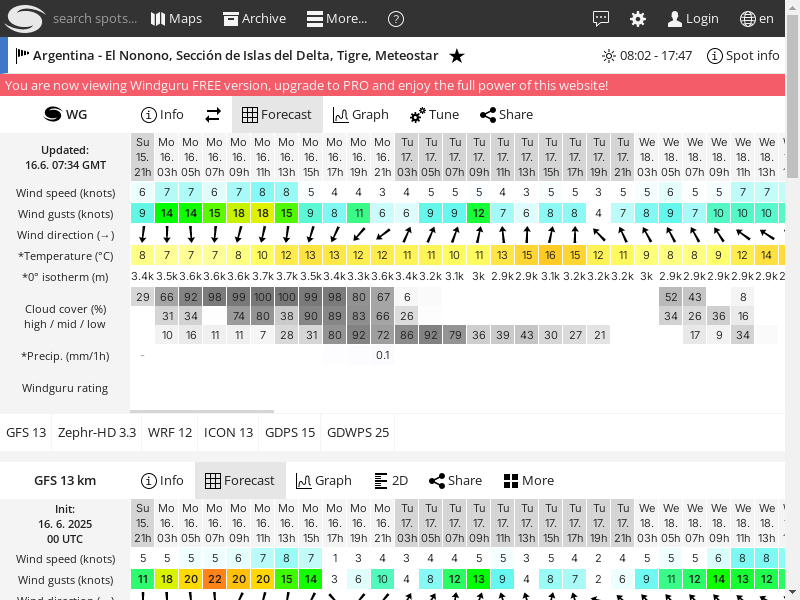 search spots... Maps Archive More... ? Login en
Argentina - El Nonono, Sección de Islas del Delta, Tigre, Meteostar 08:02 - 17:47 Spot info
You are now viewing Windguru FREE version, upgrade to PRO and enjoy the full power of this website!
WG Info Forecast Graph Tune Share
Updated:
16.6. 07:34 GMT
Su Mo Mo Mo Mo Mo Mo Mo Mo Mo Mo Tu Tu Tu Tu Tu Tu Tu Tu Tu Tu We We We We We We
15. 16. 16. 16. 16. 16. 16. 16. 16. 16. 16. 17. 17. 17. 17. 17. 17. 17. 17. 17. 17. 18. 18. 18. 18. 18. 18.
21h 03h 05h 07h 09h 11h 13h 15h 17h 19h 21h 03h 05h 07h 09h 11h 13h 15h 17h 19h 21h 03h 05h 07h 09h 11h 13h
Wind speed (knots) 6 7 7 6 7 8 8 5 4 4 3 4 5 5 5 4 3 5 5 3 5 5 6 5 5 7 7
Wind gusts (knots) 9 14 14 15 18 18 15 9 8 11 6 6 9 9 12 7 6 8 8 4 7 8 9 7 10 10 10
Wind direction (→)
*Temperature (°C) 8 7 7 7 8 10 12 13 13 12 12 11 11 10 11 13 15 16 15 12 11 9 8 8 9 12 14
*0° isotherm (m) 3.4k 3.5k 3.6k 3.6k 3.6k 3.7k 3.7k 3.5k 3.4k 3.3k 3.6k 3.4k 3.2k 3.1k 3k 2.9k 2.9k 3.1k 3.2k 3.2k 3.2k 3k 2.9k 2.9k 2.9k 2.9k 2.9k
Cloud cover (%)
high / mid / low
29 66 92 98 99 100 100 99 98 80 67 6 52 43 8
31 34 74 80 38 90 89 83 66 26 34 26 36 16
10 16 11 11 7 28 31 80 92 72 86 92 79 36 39 43 30 27 21 17 9 34
*Precip. (mm/1h) - 0.1
Windguru rating
GFS 13 Zephr-HD 3.3 WRF 12 ICON 13 GDPS 15 GDWPS 25
GFS 13 km Info Forecast Graph 2D Share More
Init:
16. 6. 2025
00 UTC
Su Mo Mo Mo Mo Mo Mo Mo Mo Mo Mo Tu Tu Tu Tu Tu Tu Tu Tu Tu Tu We We We We We We
15. 16. 16. 16. 16. 16. 16. 16. 16. 16. 16. 17. 17. 17. 17. 17. 17. 17. 17. 17. 17. 18. 18. 18. 18. 18. 18.
21h 03h 05h 07h 09h 11h 13h 15h 17h 19h 21h 03h 05h 07h 09h 11h 13h 15h 17h 19h 21h 03h 05h 07h 09h 11h 13h
Wind speed (knots) 5 5 5 5 6 7 8 7 1 3 4 3 4 4 5 5 3 5 4 2 4 5 5 5 6 8 8
Wind gusts (knots) 11 18 20 22 20 20 15 14 3 6 10 4 8 12 13 9 4 8 7 2 6 9 11 12 14 13 12